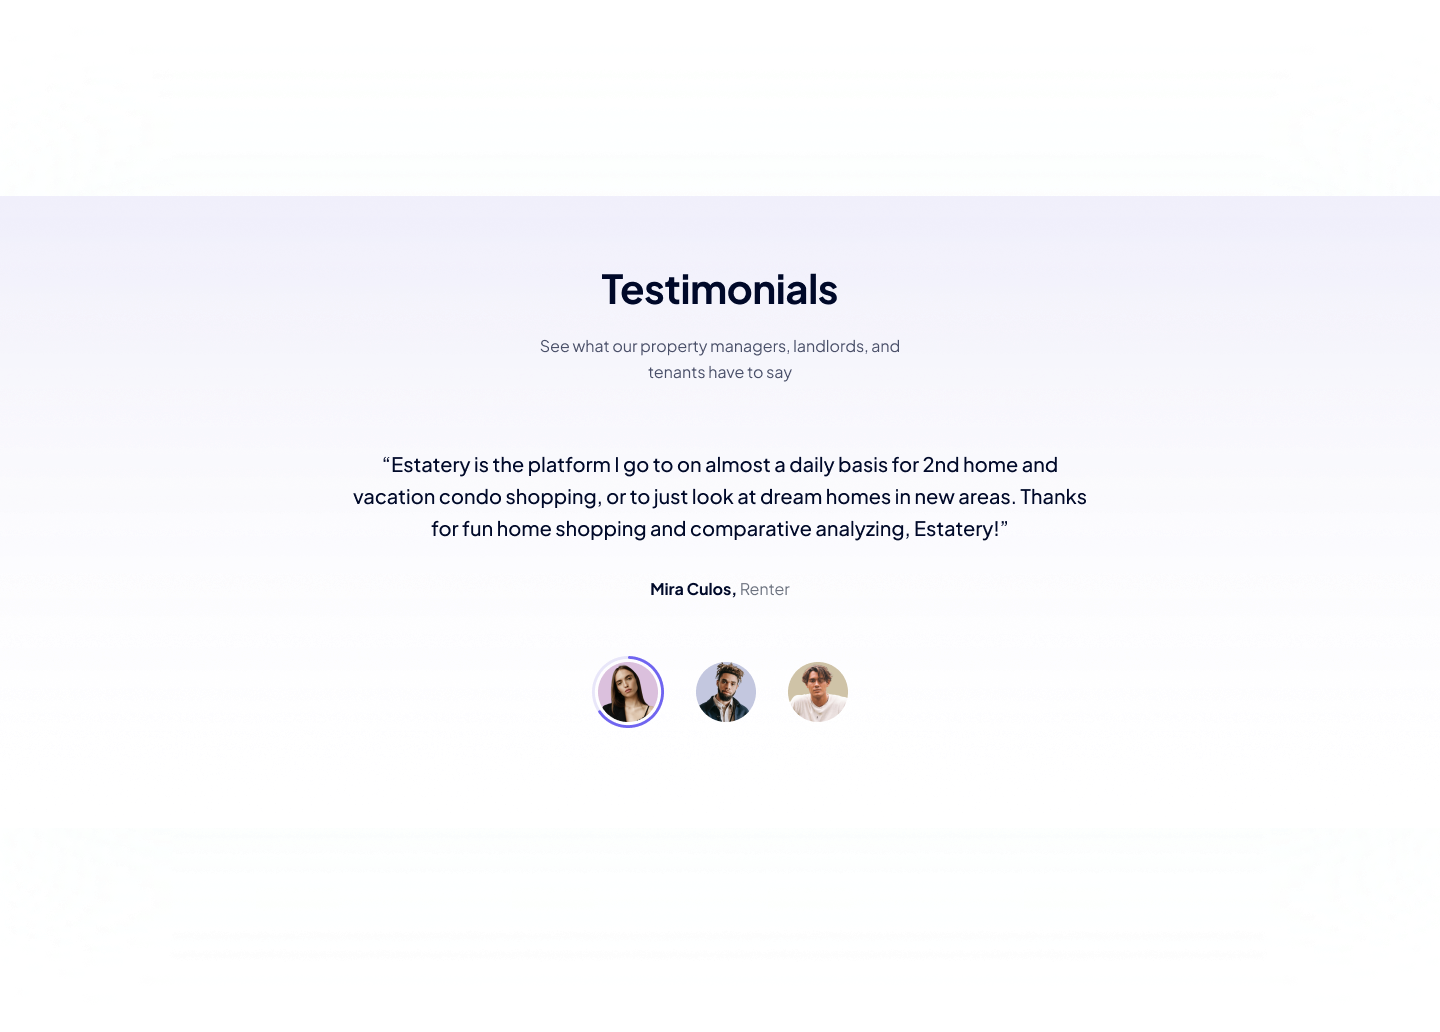 Testimonials
See what our property managers, landlords, and
tenants have to say
“Estatery is the platform I go to on almost a daily basis for 2nd home and
vacation condo shopping, or to just look at dream homes in new areas. Thanks
for fun home shopping and comparative analyzing, Estatery!”
Mira Culos, Renter